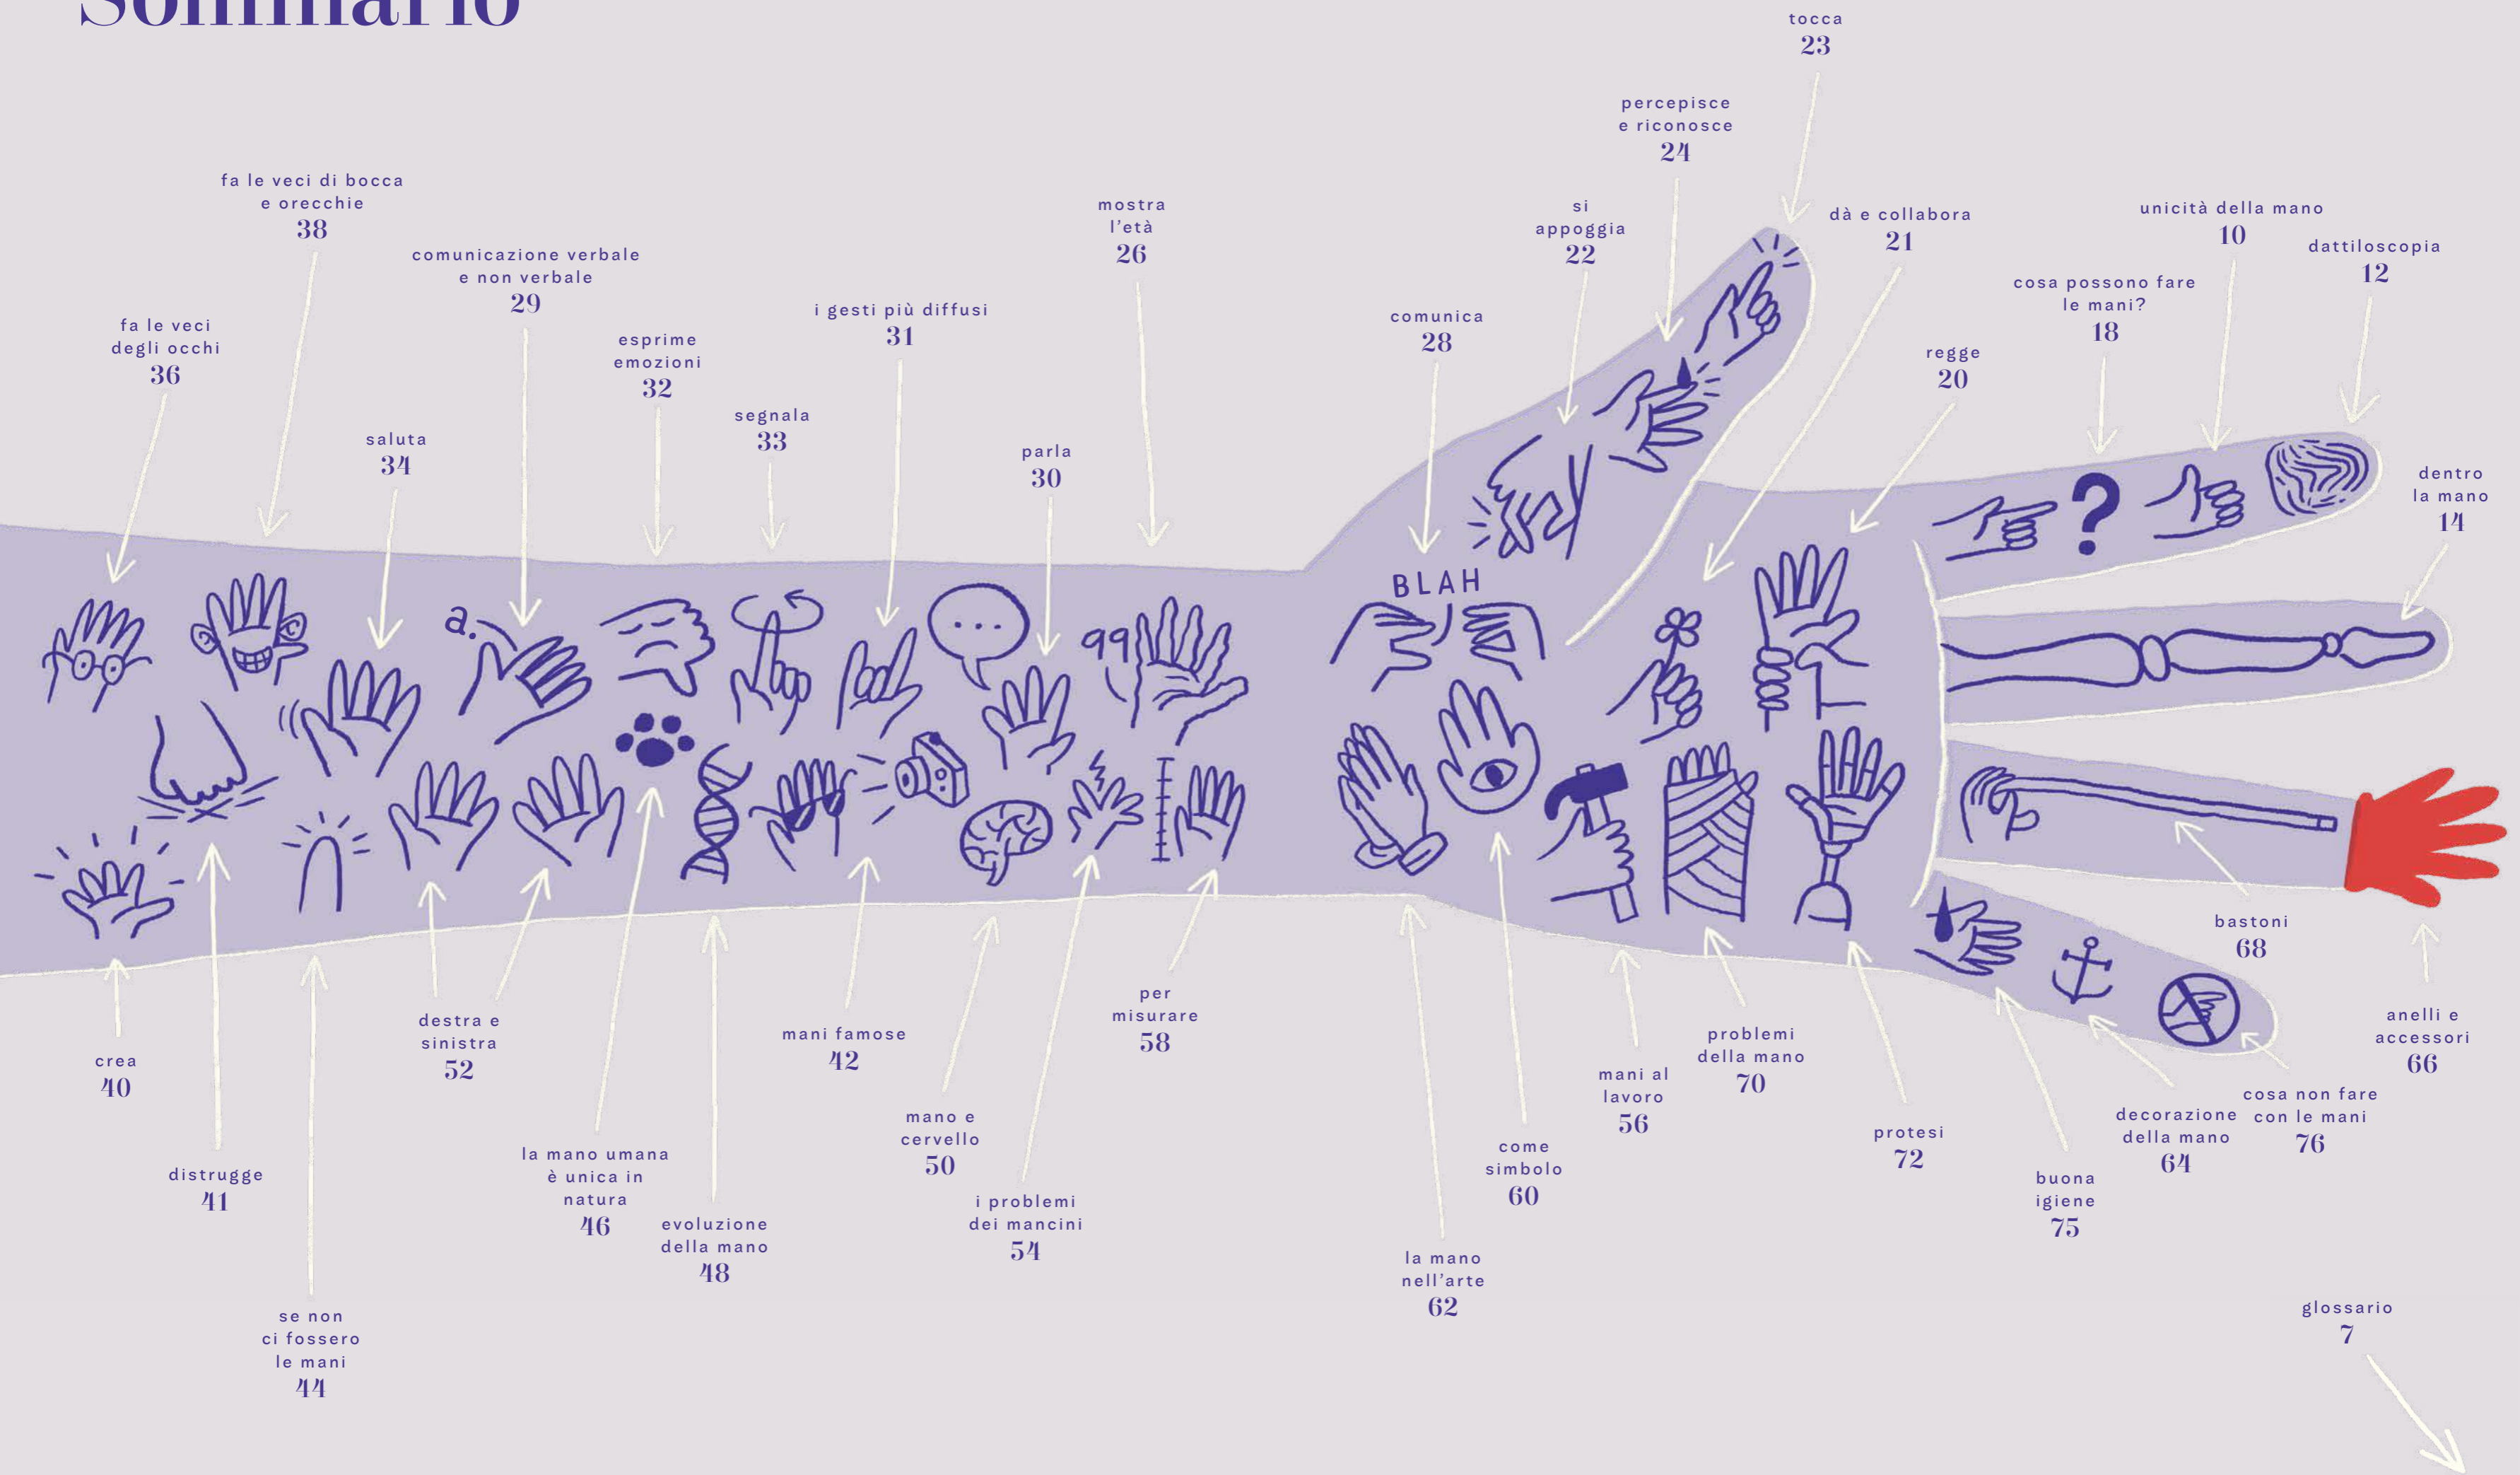 Sommario
tocca
23
percepisce
e riconosce
24
fa le veci di bocca
e orecchie
38
mostra
l'età
26
si
appoggia
22
dà e collabora
21
unicità della mano
10
dattiloscopia
12
comunicazione verbale
e non verbale
29
cosa possono fare
le mani?
18
i gesti più diffusi
31
comunica
28
fa le veci
degli occhi
36
esprime
emozioni
32
regge
20
segnala
33
saluta
34
parla
30
dentro
la mano
14
BLAH
a.
99
bastoni
68
per
misurare
58
anelli e
accessori
66
destra e
sinistra
52
mani famose
42
problemi
della mano
70
crea
40
mani al
lavoro
56
cosa non fare
con le mani
76
decorazione
della mano
64
mano e
cervello
50
protesi
72
come
simbolo
60
la mano umana
è unica in
natura
46
distrugge
41
buona
igiene
75
i problemi
dei mancini
54
evoluzione
della mano
48
la mano
nell'arte
62
se non
ci fossero
le mani
44
glossario
7